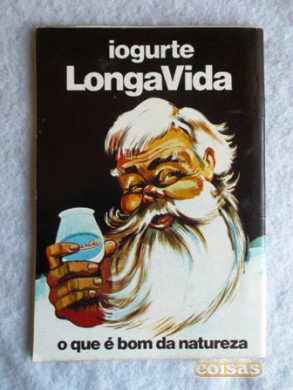 iogurte
LongaVida
o que é bom da natureza
coisas